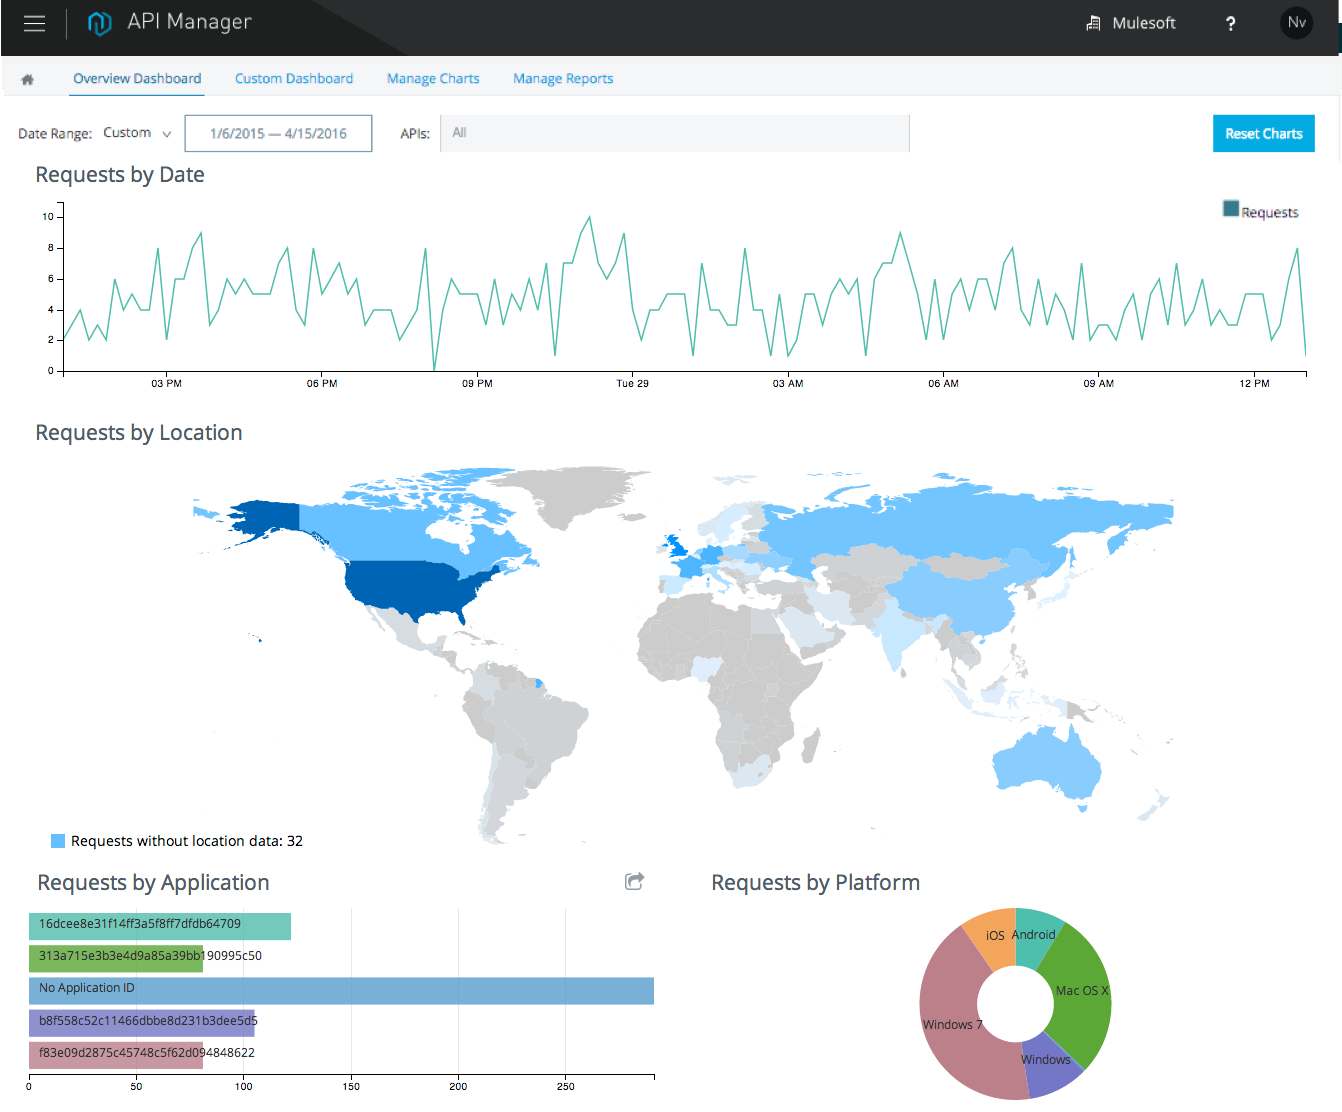 API Manager
Mulesoft
?
Nv
Overview Dashboard
Custom Dashboard
Manage Charts
Manage Reports
Date Range:
Custom
1/6/2015 — 4/15/2016
APIs:
All
Reset Charts
Requests by Date
Requests
10
8
6
4
2
0
03 PM
06 PM
09 PM
Tue 29
03 AM
06 AM
09 AM
12 PM
Requests by Location
Requests without location data: 32
Requests by Application
16dcee8e31f14ff3a5f8ff7dfdb64709
313a715e3b3e4d9a85a39bb190995c50
No Application ID
b8f558c52c11466dbbe8d231b3dee5d5
f83e09d2875c45748c5f62d094848622
0
50
100
150
200
250
Requests by Platform
iOS
Android
Mac OS X
Windows 7
Windows